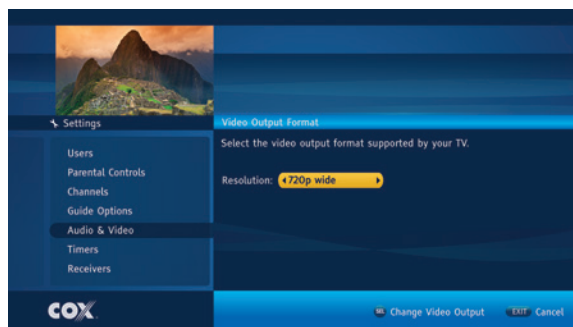 Settings
Video Output Format
Users
Parental Controls
Channels
Guide Options
Audio & Video
Timers
Receivers
Select the video output format supported by your TV.
Resolution: 720p wide
COX
SEL Change Video Output EXIT Cancel